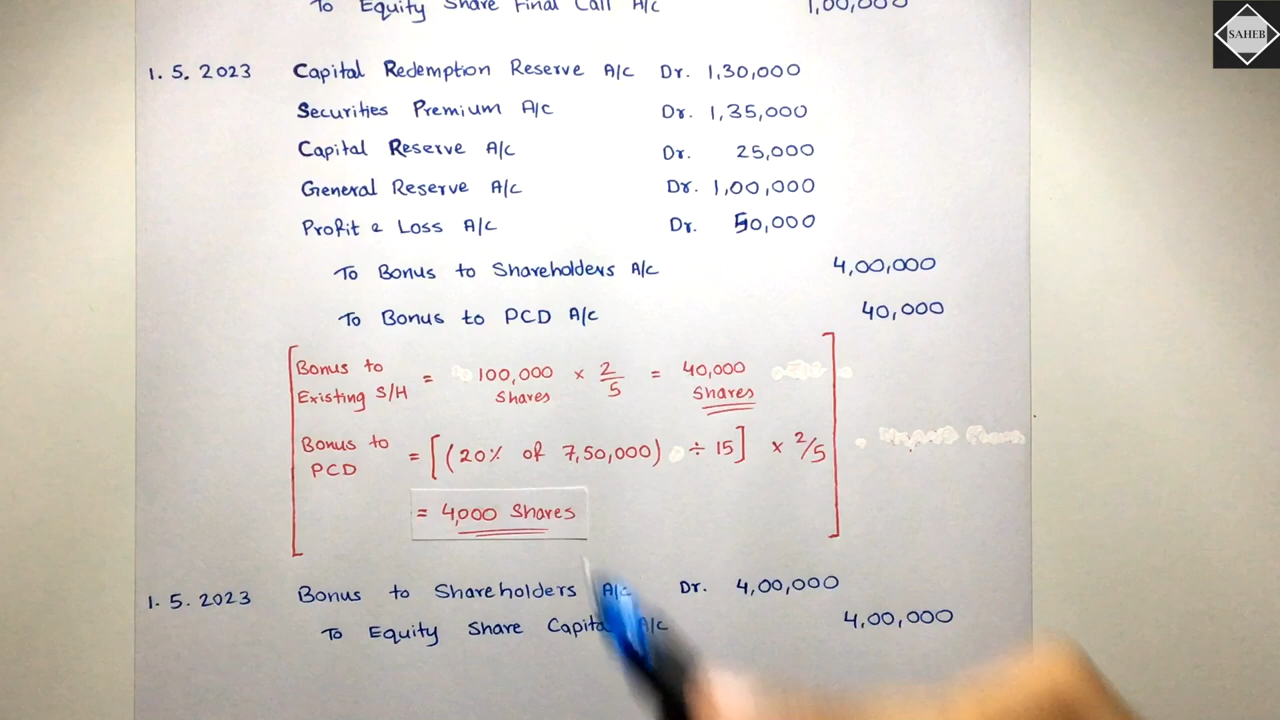 To Equity Share Final Call A/c 1,00,000
SAHEB
1.5.2023 Capital Redemption Reserve A/c Dr. 1,30,000
Securities Premium A/c Dr. 1,35,000
Capital Reserve A/c Dr. 25,000
General Reserve A/c Dr. 1,00,000
Profit & Loss A/c Dr. 50,000
To Bonus to Shareholders A/c 4,00,000
To Bonus to PCD A/c 40,000
Bonus to Existing S/H = 100,000 Shares × 2/5 = 40,000 Shares
Bonus to PCD = [(20% of 7,50,000) ÷ 15] × 2/5
= 4,000 Shares
1.5.2023 Bonus to Shareholders A/c Dr. 4,00,000
To Equity Share Capital A/c 4,00,000